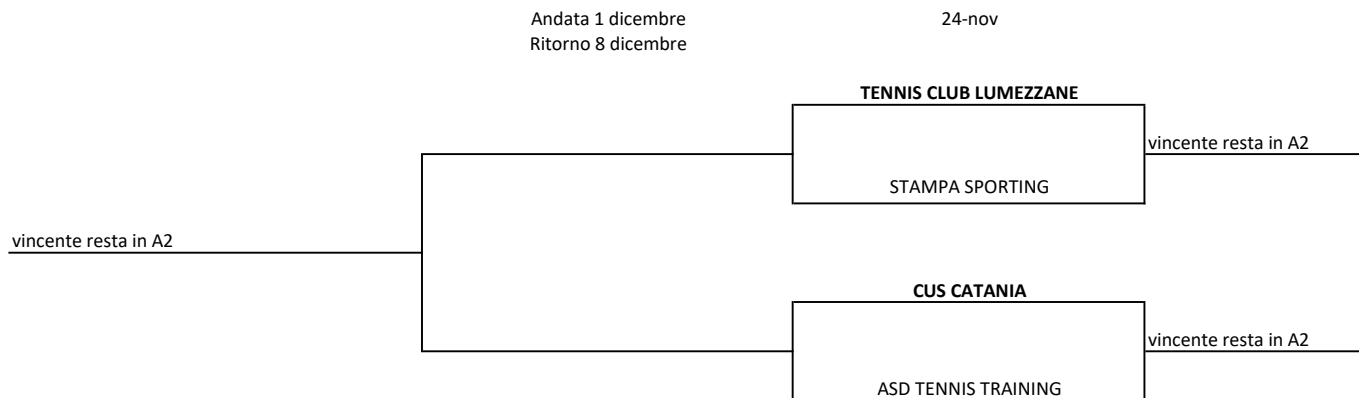 Andata 1 dicembre
24-nov
Ritorno 8 dicembre
TENNIS CLUB LUMEZZANE
vincente resta in A2
STAMPA SPORTING
vincente resta in A2
CUS CATANIA
vincente resta in A2
ASD TENNIS TRAINING